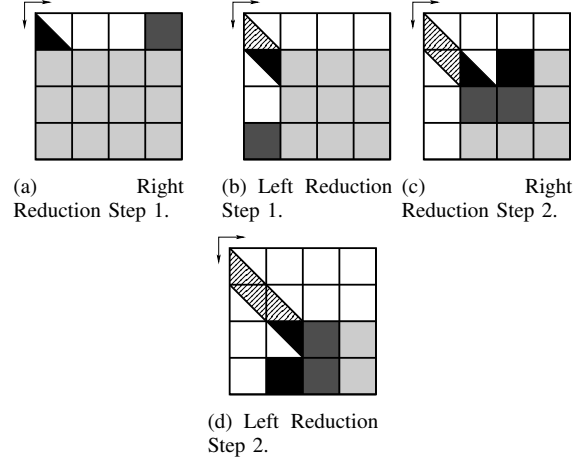 (a) Right
Reduction Step 1.
(b) Left Reduction
Step 1.
(c) Right
Reduction Step 2.
(d) Left Reduction
Step 2.